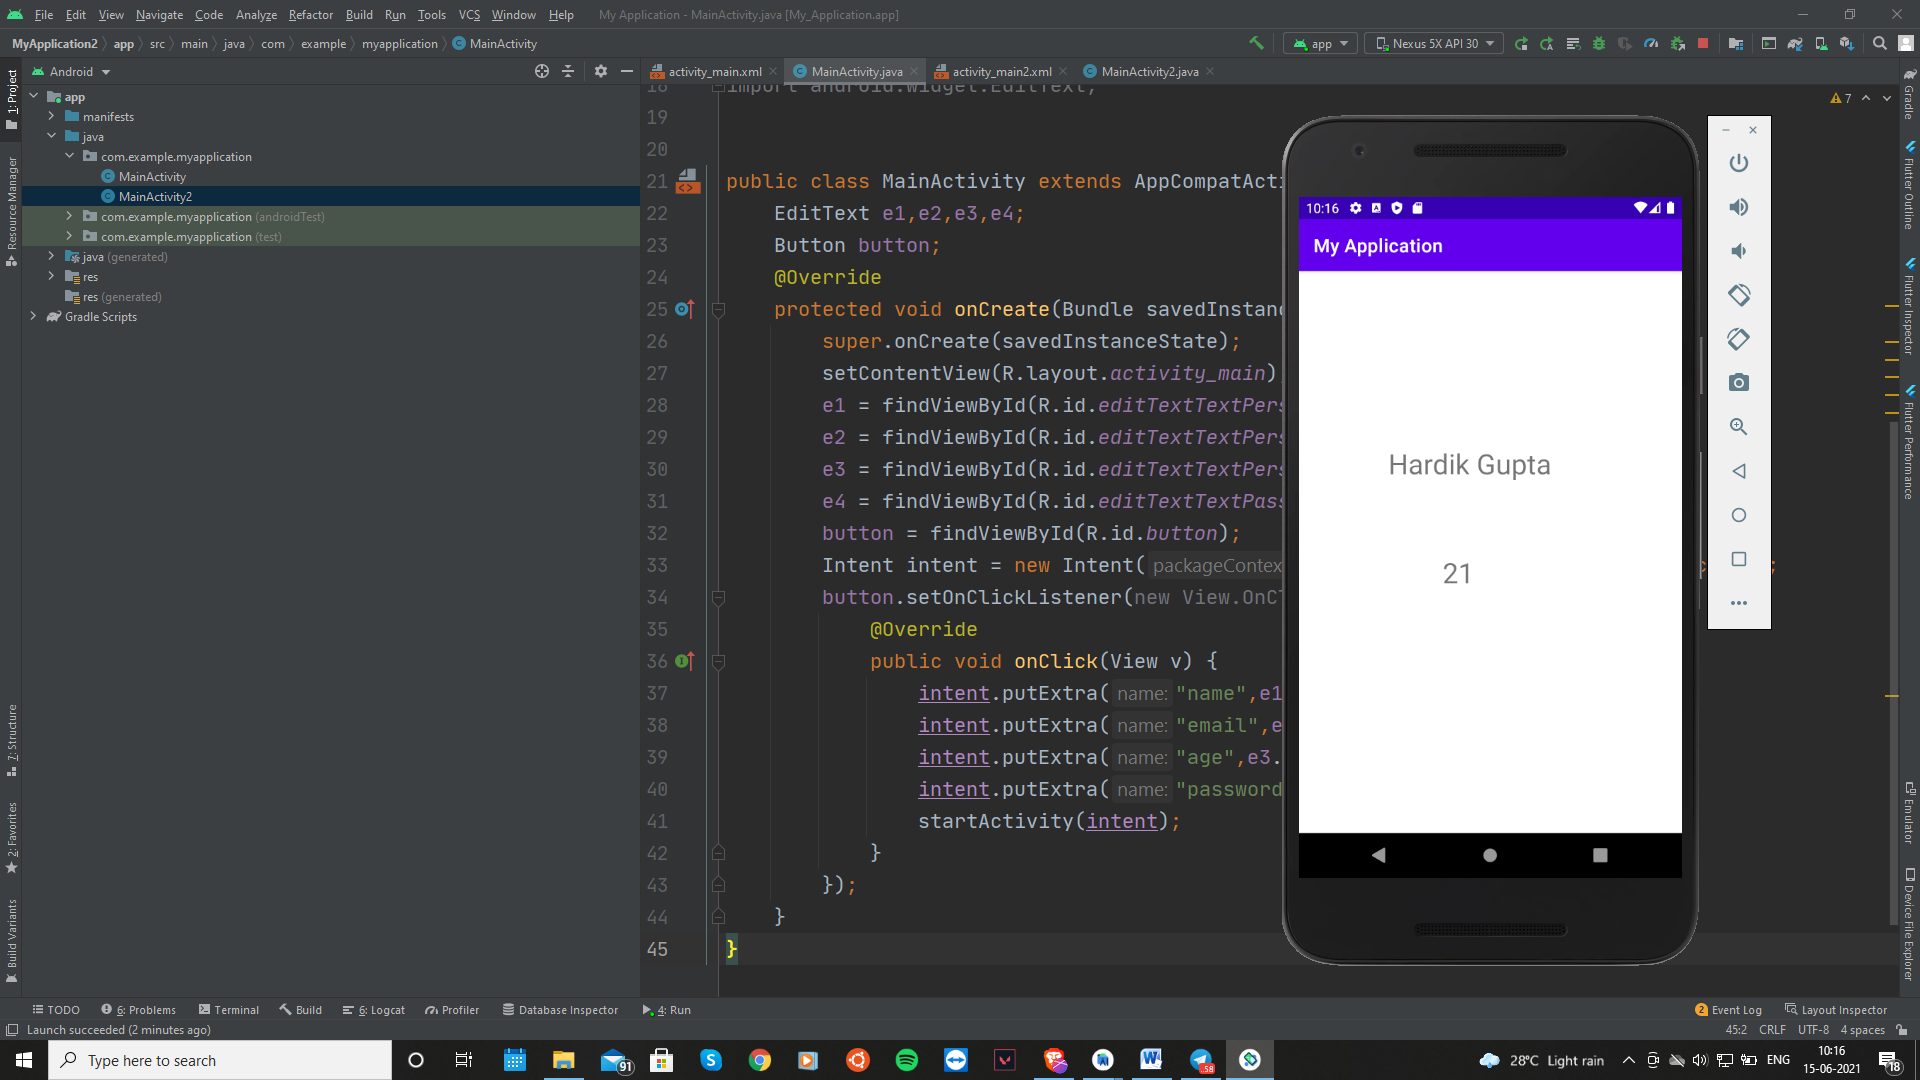 File Edit View Navigate Code Analyze Refactor Build Run Tools VCS Window Help My Application - MainActivity.java [My_Application.app]
MyApplication2 app src main java com example myapplication MainActivity app Nexus 5X API 30
Android
activity_main.xml MainActivity.java activity_main2.xml MainActivity2.java
1: Project
Resource Manager
7: Structure
2: Favorites
Build Variants
app
manifests
java
com.example.myapplication
MainActivity
MainActivity2
com.example.myapplication (androidTest)
com.example.myapplication (test)
java (generated)
res
res (generated)
Gradle Scripts
18 import android.widget.EditText;
19
20
21 public class MainActivity extends AppCompatActi
22 EditText e1,e2,e3,e4;
23 Button button;
24 @Override
25 protected void onCreate(Bundle savedInstanc
26 super.onCreate(savedInstanceState);
27 setContentView(R.layout.activity_main)
28 e1 = findViewById(R.id.editTextTextPers
29 e2 = findViewById(R.id.editTextTextPers
30 e3 = findViewById(R.id.editTextTextPers
31 e4 = findViewById(R.id.editTextTextPass
32 button = findViewById(R.id.button);
33 Intent intent = new Intent( packageContex
34 button.setOnClickListener(new View.OnCl
35 @Override
36 public void onClick(View v) {
37 intent.putExtra( name: "name",e1
38 intent.putExtra( name: "email",e
39 intent.putExtra( name: "age",e3.
40 intent.putExtra( name: "password
41 startActivity(intent);
42 }
43 });
44 }
45 }
7
10:16
My Application
Hardik Gupta
21
Gradle
Flutter Outline
Flutter Inspector
Flutter Performance
Emulator
Device File Explorer
TODO 6: Problems Terminal Build 6: Logcat Profiler Database Inspector 4: Run 2 Event Log Layout Inspector
Launch succeeded (2 minutes ago) 45:2 CRLF UTF-8 4 spaces
Type here to search 91 58 28°C Light rain ENG 10:16
15-06-2021 18